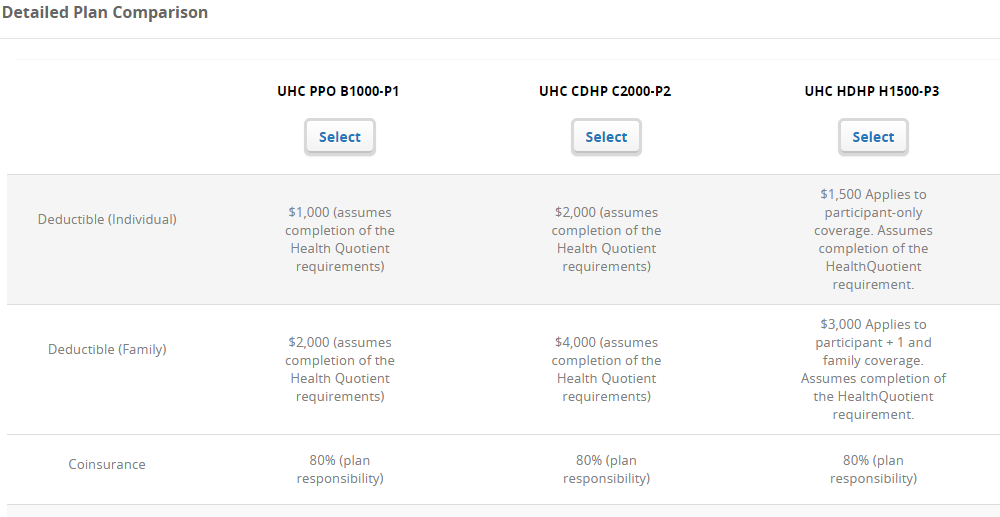 Detailed Plan Comparison
UHC PPO B1000-P1
UHC CDHP C2000-P2
UHC HDHP H1500-P3
Select
Select
Select
Deductible (Individual)
$1,000 (assumes
completion of the
Health Quotient
requirements)
$2,000 (assumes
completion of the
Health Quotient
requirements)
$1,500 Applies to
participant-only
coverage. Assumes
completion of the
HealthQuotient
requirement.
Deductible (Family)
$2,000 (assumes
completion of the
Health Quotient
requirements)
$4,000 (assumes
completion of the
Health Quotient
requirements)
$3,000 Applies to
participant + 1 and
family coverage.
Assumes completion of
the HealthQuotient
requirement.
Coinsurance
80% (plan
responsibility)
80% (plan
responsibility)
80% (plan
responsibility)